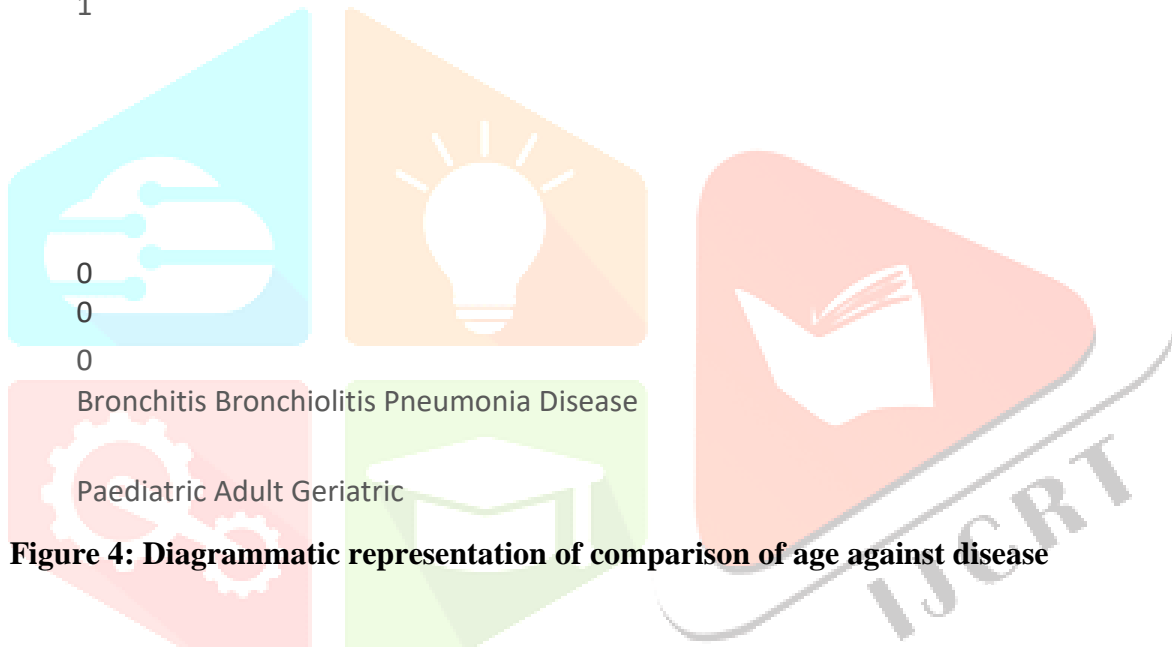 1
0
0
0
Bronchitis Bronchiolitis Pneumonia Disease
Paediatric Adult Geriatric
Figure 4: Diagrammatic representation of comparison of age against disease
IJCRT